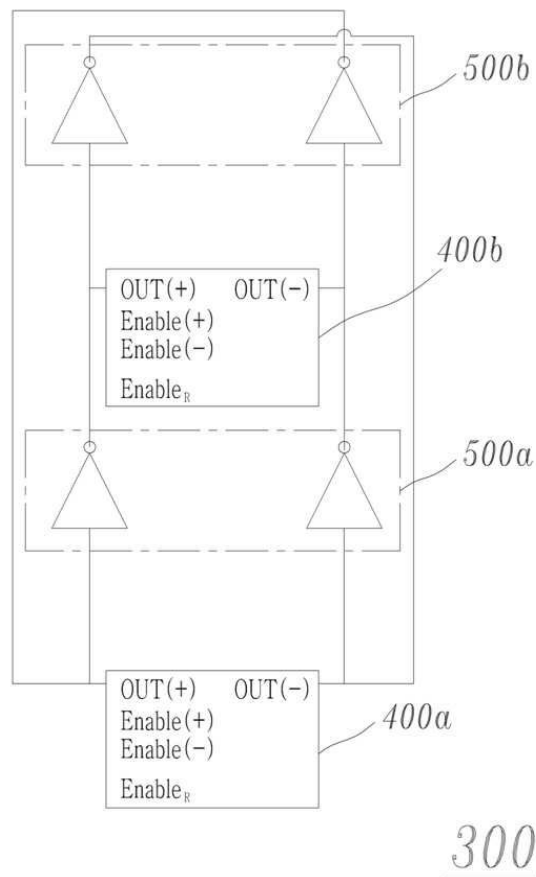 500b
400b
OUT(+) OUT(-)
Enable(+)
Enable(-)
Enable_R
500a
OUT(+) OUT(-)
Enable(+)
Enable(-)
Enable_R
400a
300